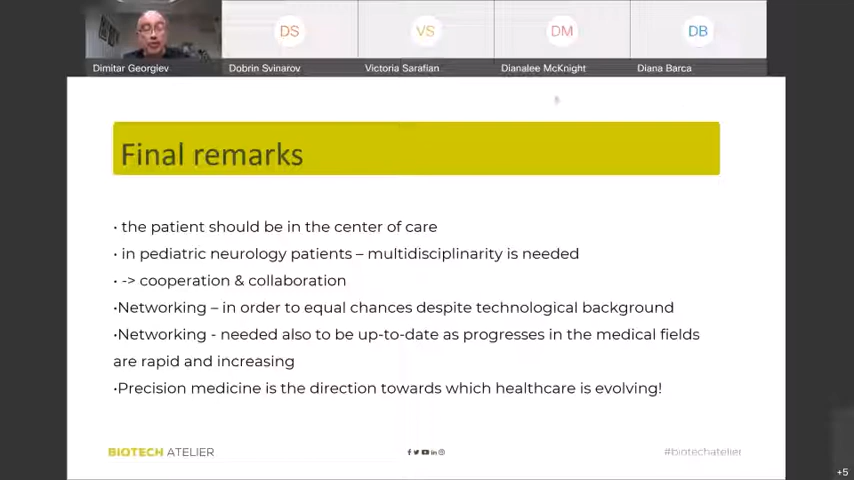 DS
VS
DM
DB
Dimitar Georgiev
Dobrin Svinarov
Victoria Sarafian
Dianalee McKnight
Diana Barca
Final remarks
• the patient should be in the center of care
• in pediatric neurology patients – multidisciplinarity is needed
• -> cooperation & collaboration
•Networking – in order to equal chances despite technological background
•Networking - needed also to be up-to-date as progresses in the medical fields
are rapid and increasing
•Precision medicine is the direction towards which healthcare is evolving!
BIOTECH ATELIER
#biotechatelier
+5